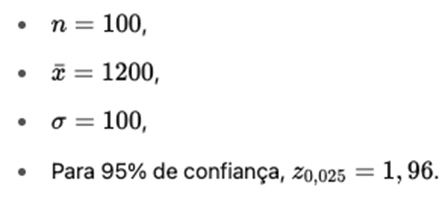 • n = 100,
• x̄ = 1200,
• σ = 100,
• Para 95% de confiança, z₀,₀₂₅ = 1, 96.